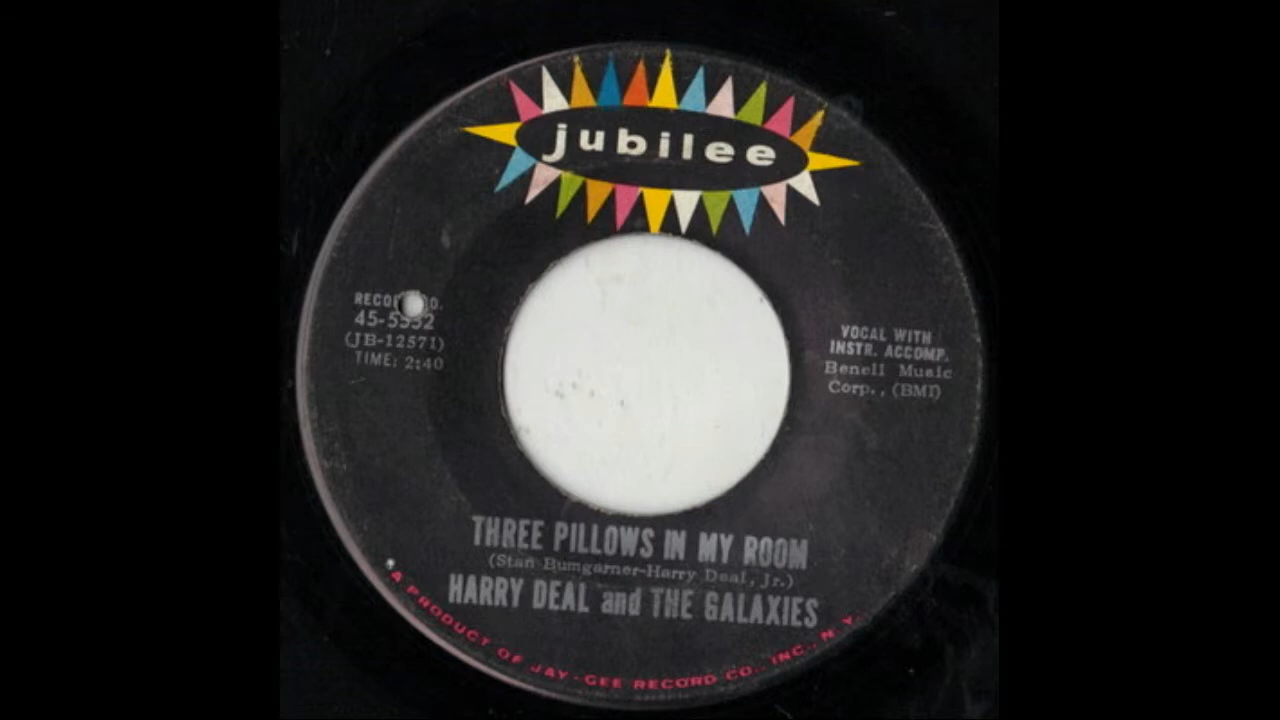 jubilee
45-5532
(JB-12571)
TIME: 2:40
VOCAL WITH
INSTR. ACCOMP.
Benell Music
Corp., (BMI)
THREE PILLOWS IN MY ROOM
(Stan Bumgarner-Harry Deal, Jr.)
HARRY DEAL and THE GALAXIES
A PRODUCT OF JAY-GEE RECORD CO., INC., N. Y.